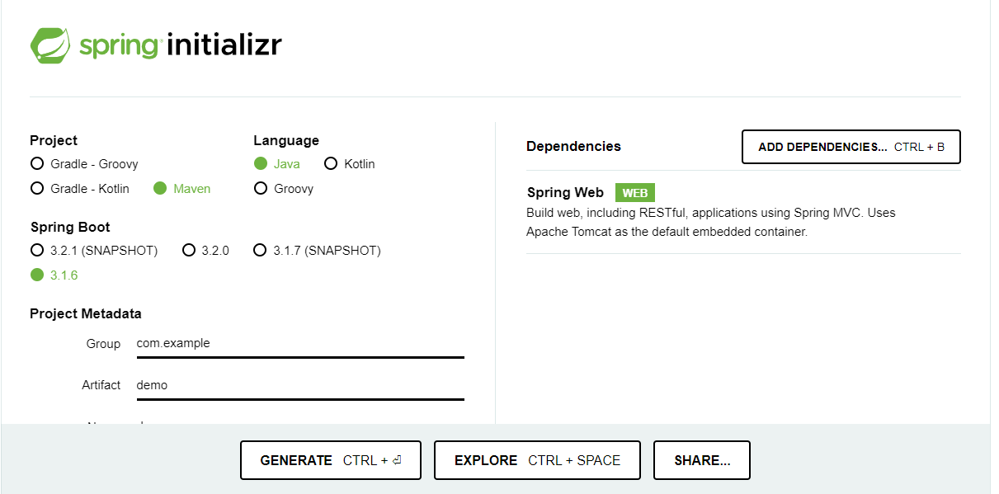 spring initializr
Project
Gradle - Groovy
Gradle - Kotlin Maven
Language
Java Kotlin
Groovy
Spring Boot
3.2.1 (SNAPSHOT) 3.2.0 3.1.7 (SNAPSHOT)
3.1.6
Project Metadata
Group com.example
Artifact demo
Dependencies
ADD DEPENDENCIES... CTRL + B
Spring Web WEB
Build web, including RESTful, applications using Spring MVC. Uses
Apache Tomcat as the default embedded container.
GENERATE CTRL + ⏎
EXPLORE CTRL + SPACE
SHARE...